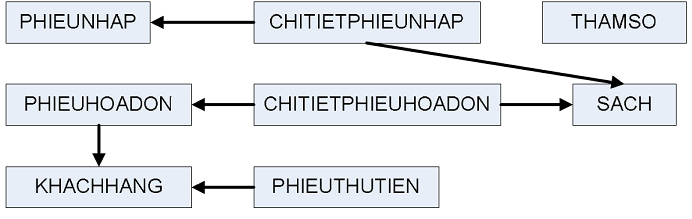 PHIEUNHAP
CHITIETPHIEUNHAP
THAMSO
PHIEUHOADON
CHITIETPHIEUHOADON
SACH
KHACHHANG
PHIEUTHUTIEN